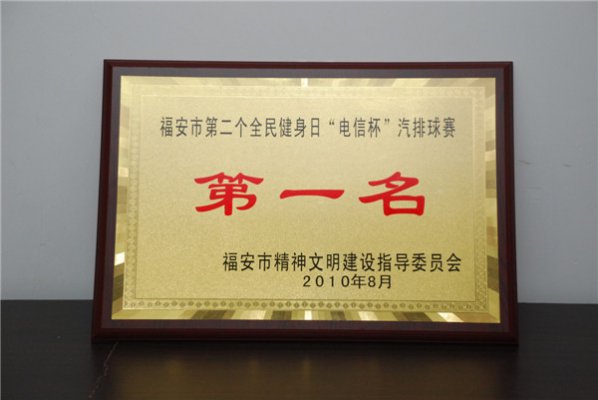 福安市第二个全民健身日“电信杯”汽排球赛
第一名
福安市精神文明建设指导委员会
2010年8月